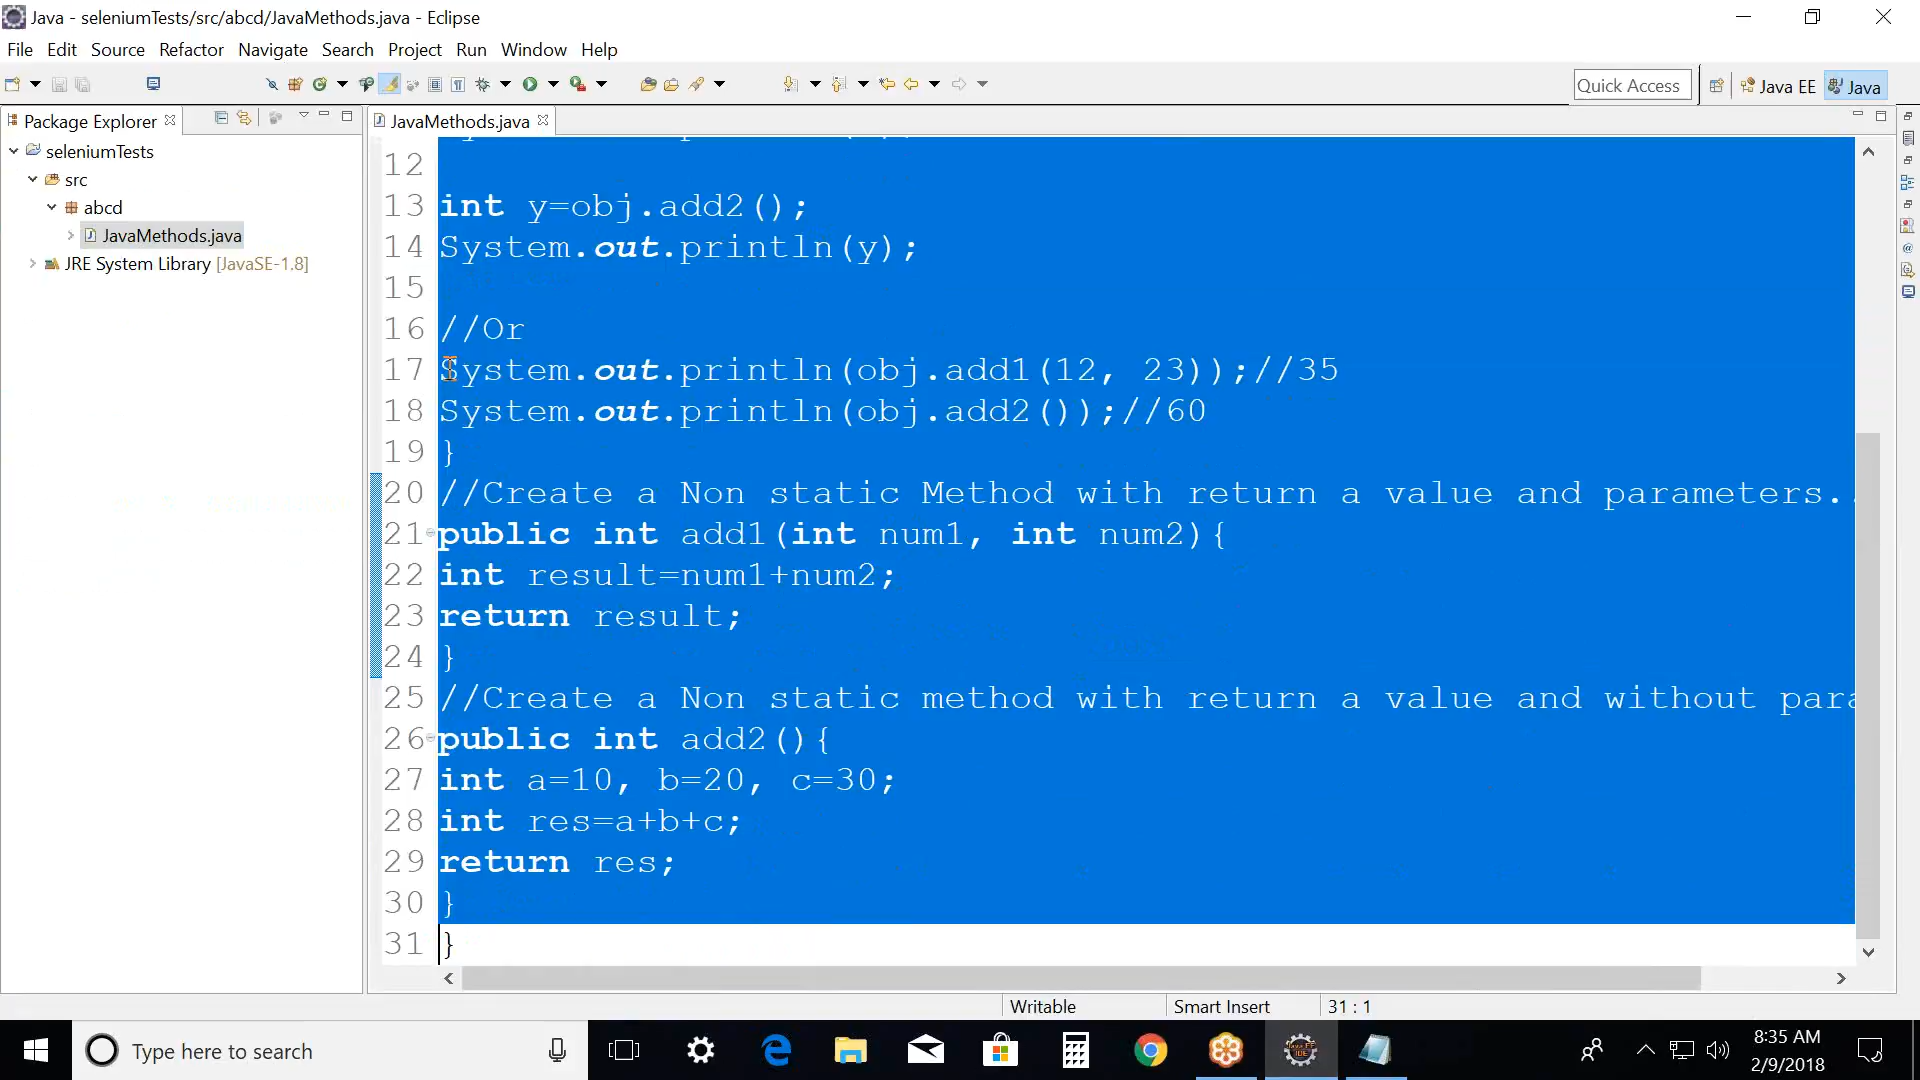 Java - seleniumTests/src/abcd/JavaMethods.java - Eclipse
File Edit Source Refactor Navigate Search Project Run Window Help
Quick Access
Java EE
Java
Package Explorer
JavaMethods.java
seleniumTests
src
abcd
JavaMethods.java
JRE System Library [JavaSE-1.8]
12
13 int y=obj.add2();
14 System.out.println(y);
15
16 //Or
17 System.out.println(obj.add1(12, 23));//35
18 System.out.println(obj.add2());//60
19 }
20 //Create a Non static Method with return a value and parameters..
21 public int add1(int num1, int num2){
22 int result=num1+num2;
23 return result;
24 }
25 //Create a Non static method with return a value and without para
26 public int add2(){
27 int a=10, b=20, c=30;
28 int res=a+b+c;
29 return res;
30 }
31 }
Writable
Smart Insert
31 : 1
Type here to search
8:35 AM
2/9/2018